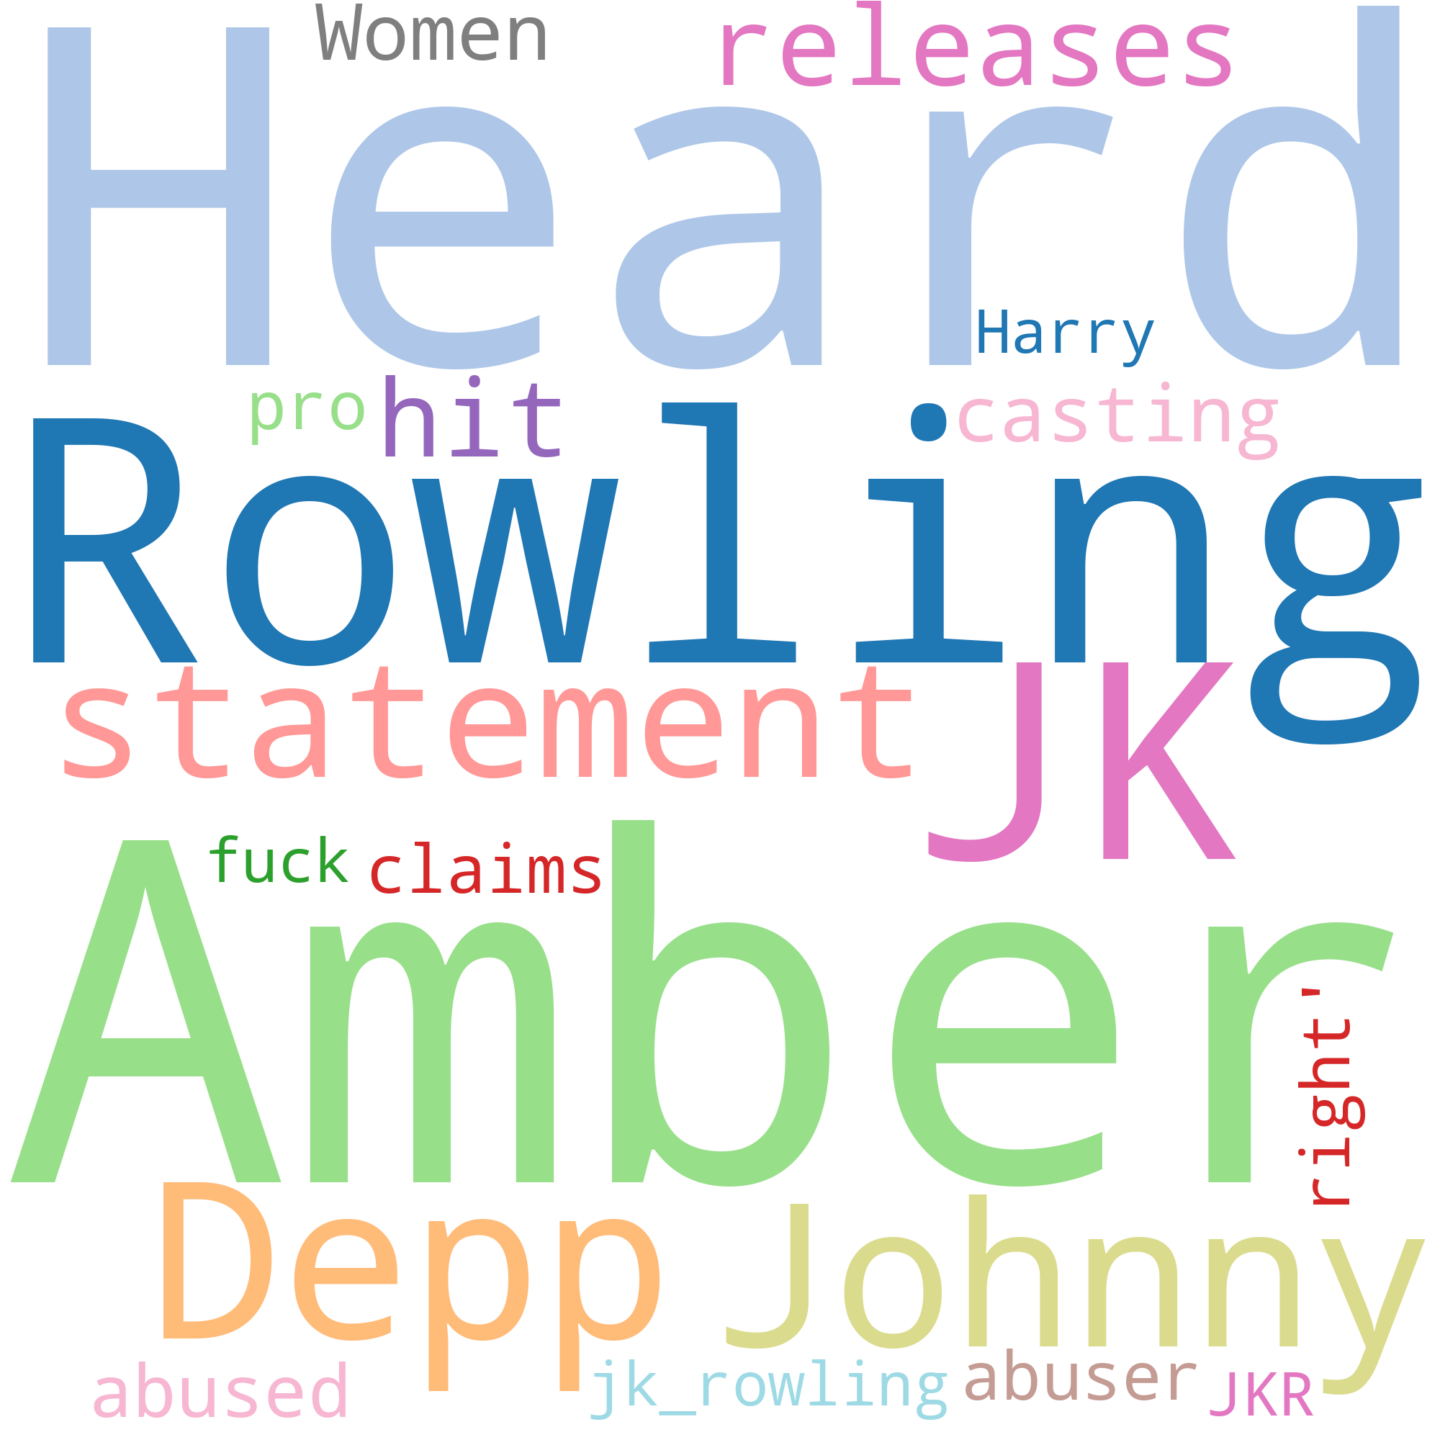 Women
releases
Heard
Harry
pro
hit
casting
Rowling
statement
JK
fuck
claims
Amber
right'
Depp
Johnny
abused
jk_rowling
abuser
JKR